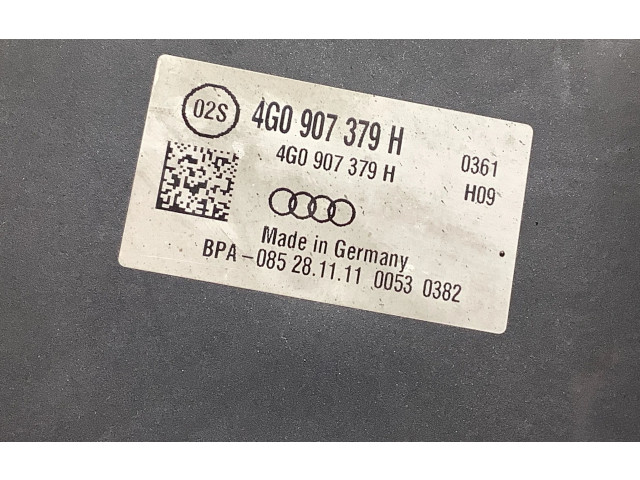 02S 4G0 907 379 H
4G0 907 379 H 0361
H09
Made in Germany
BPA-085 28.11.11 0053 0382